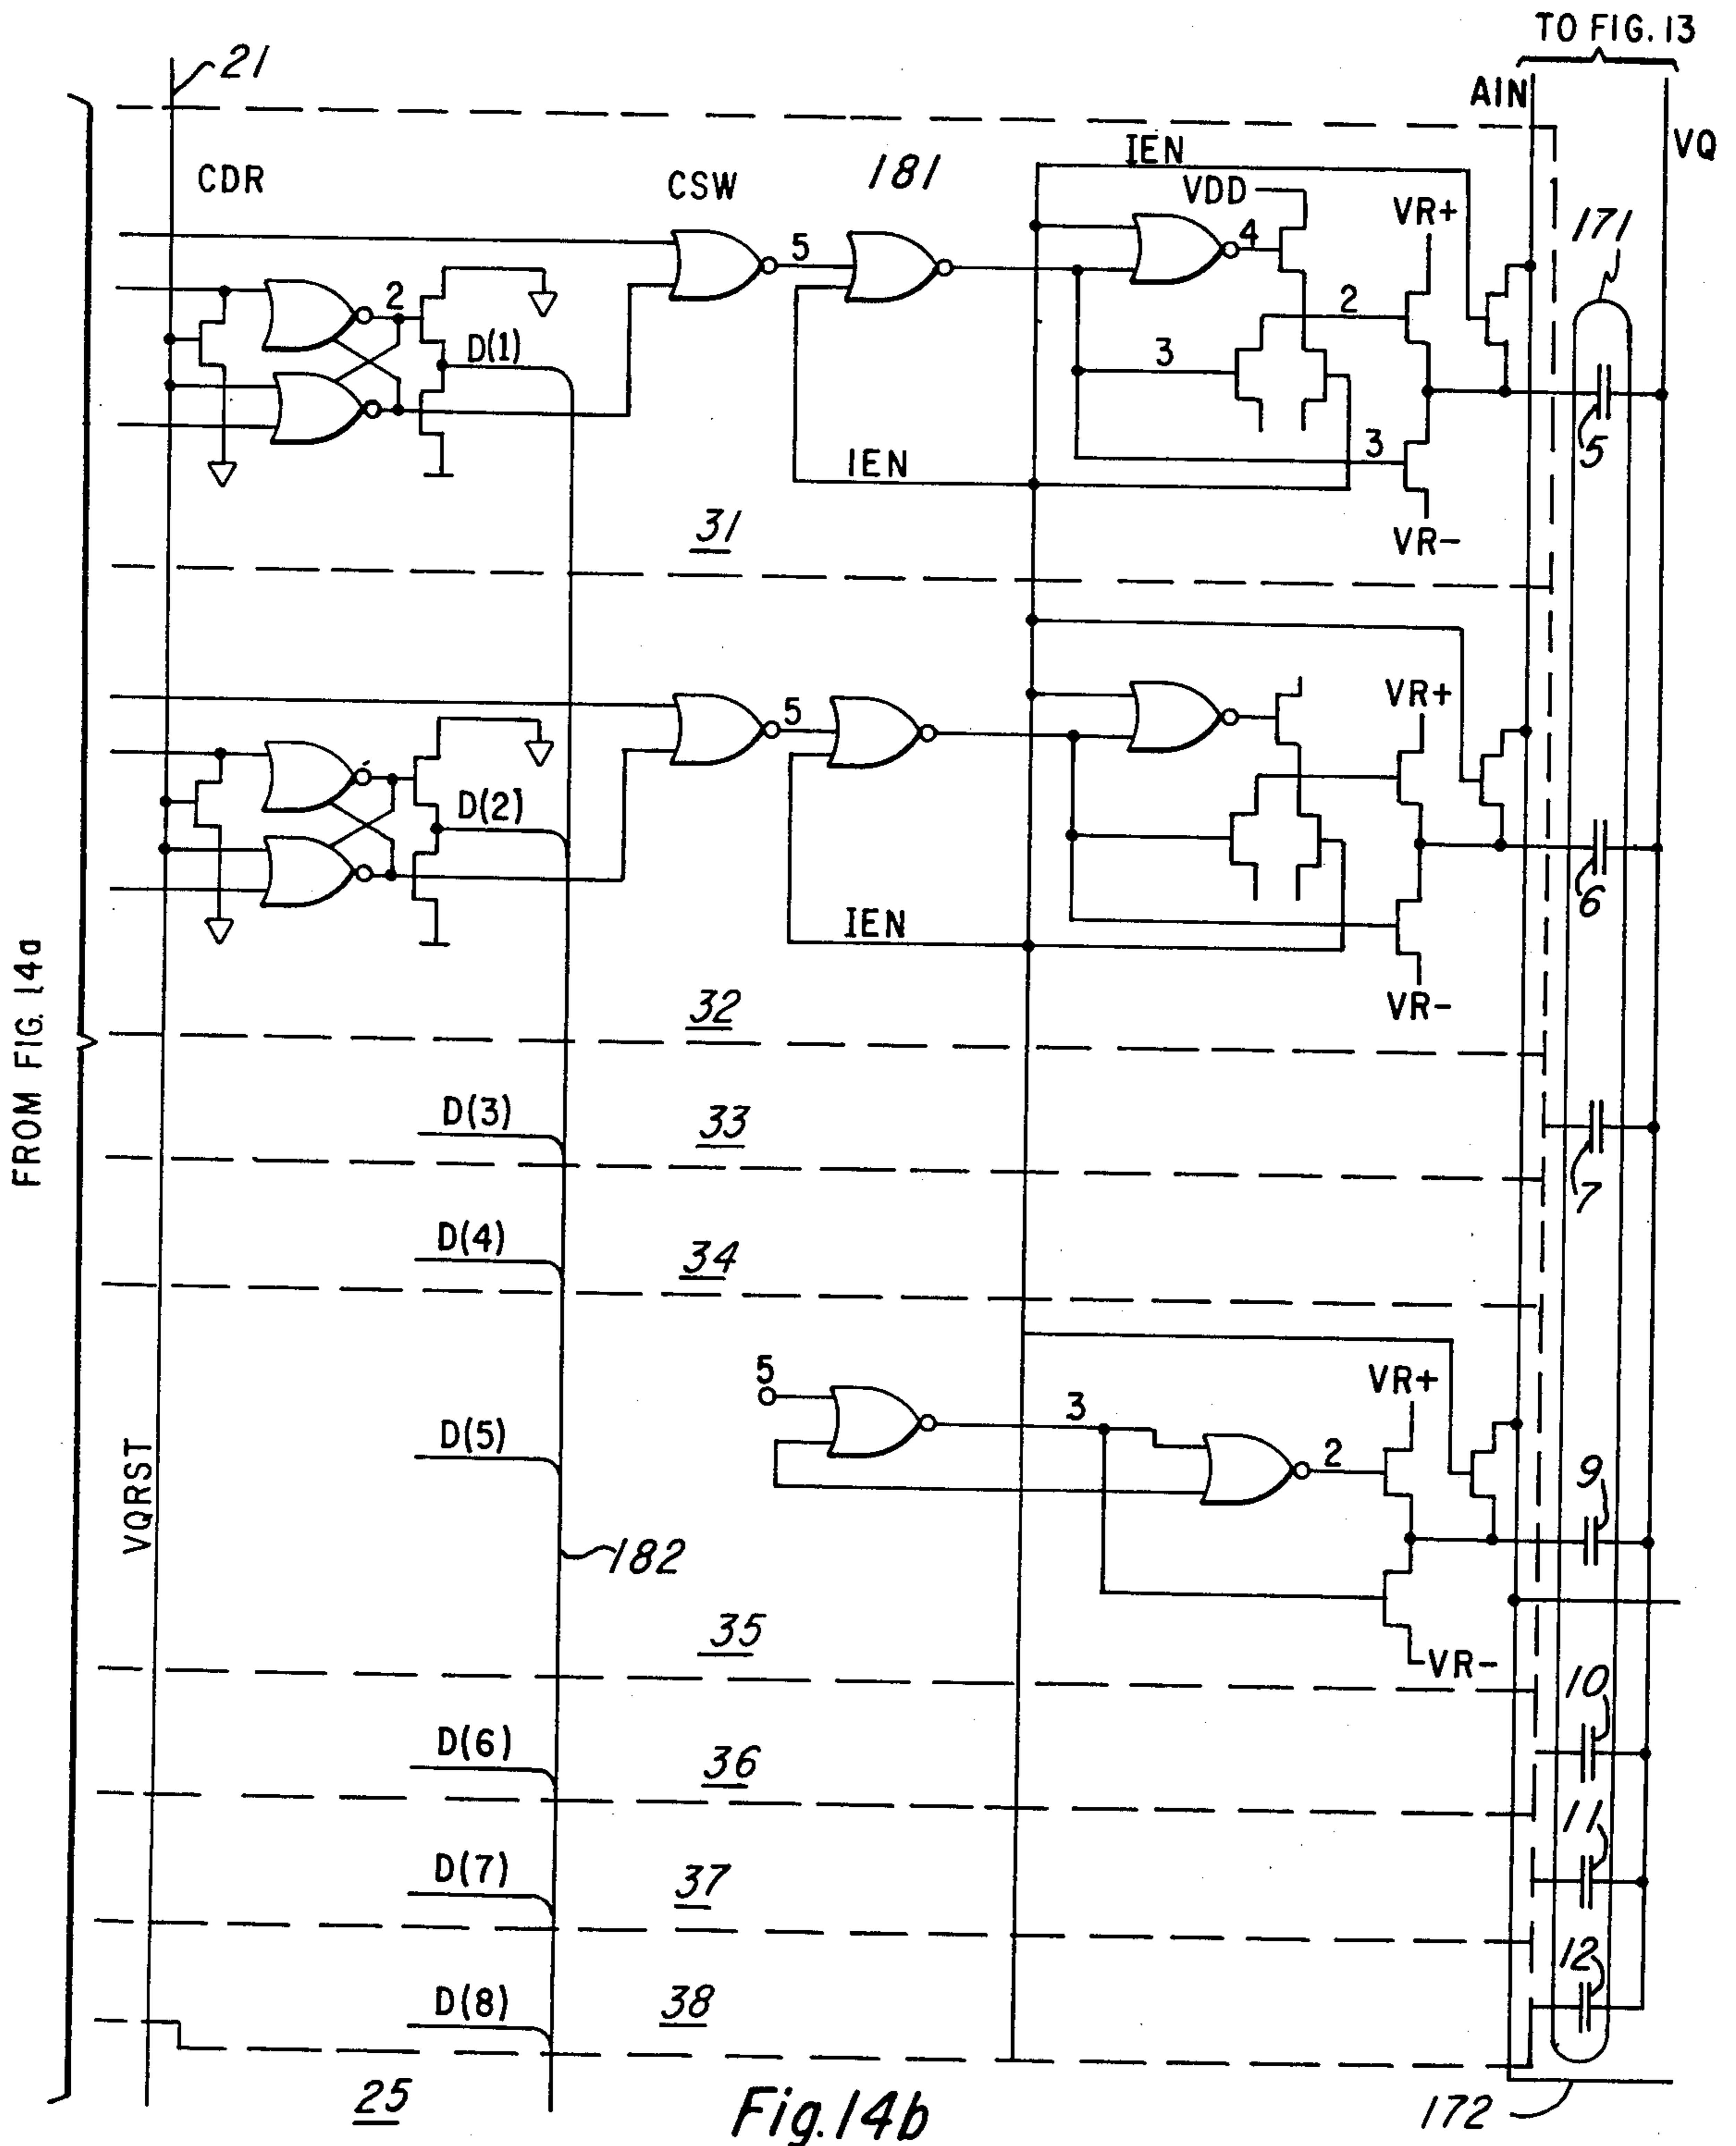 TO FIG. 13
21
AIN
VQ
CDR
CSW
181
IEN
VDD
VR+
171
5
4
2
2
D(1)
3
3
5
IEN
VR-
31
5
VR+
D(2)
6
IEN
VR-
32
FROM FIG. 14a
D(3)
33
7
D(4)
34
5
VR+
3
D(5)
2
9
VQRST
182
35
VR-
10
D(6)
36
11
D(7)
37
12
D(8)
38
25
Fig. 14b
172